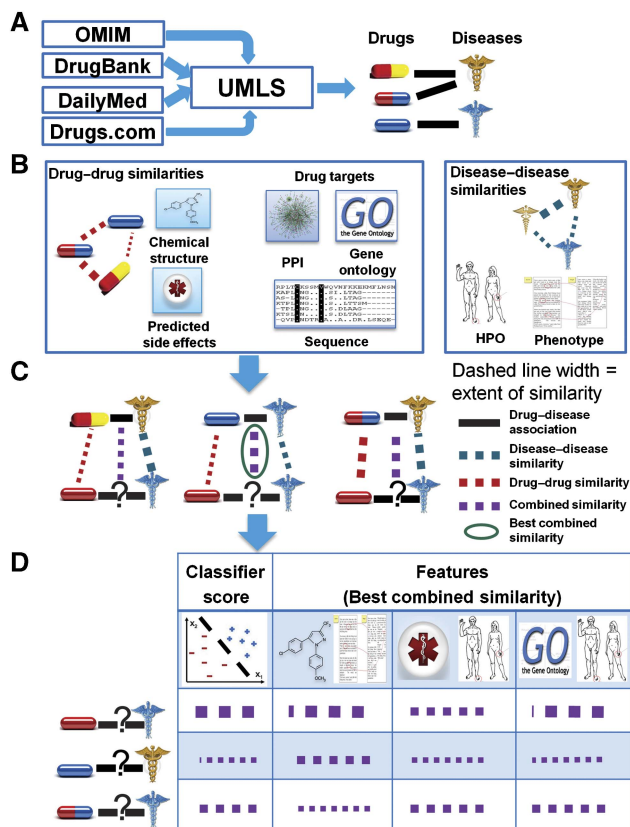 A
OMIM
DrugBank
DailyMed
Drugs.com
UMLS
Drugs
Diseases
B
Drug–drug similarities
Chemical
structure
Predicted
side effects
Drug targets
PPI
GO
the Gene Ontology
Gene
ontology
Sequence
Disease–disease
similarities
HPO
Phenotype
C
?
?
?
Dashed line width =
extent of similarity
Drug–disease
association
Disease–disease
similarity
Drug–drug similarity
Combined similarity
Best combined
similarity
D
Classifier
score
Features
(Best combined similarity)
x₂
x₁
GO
the Gene Ontology
?
?
?